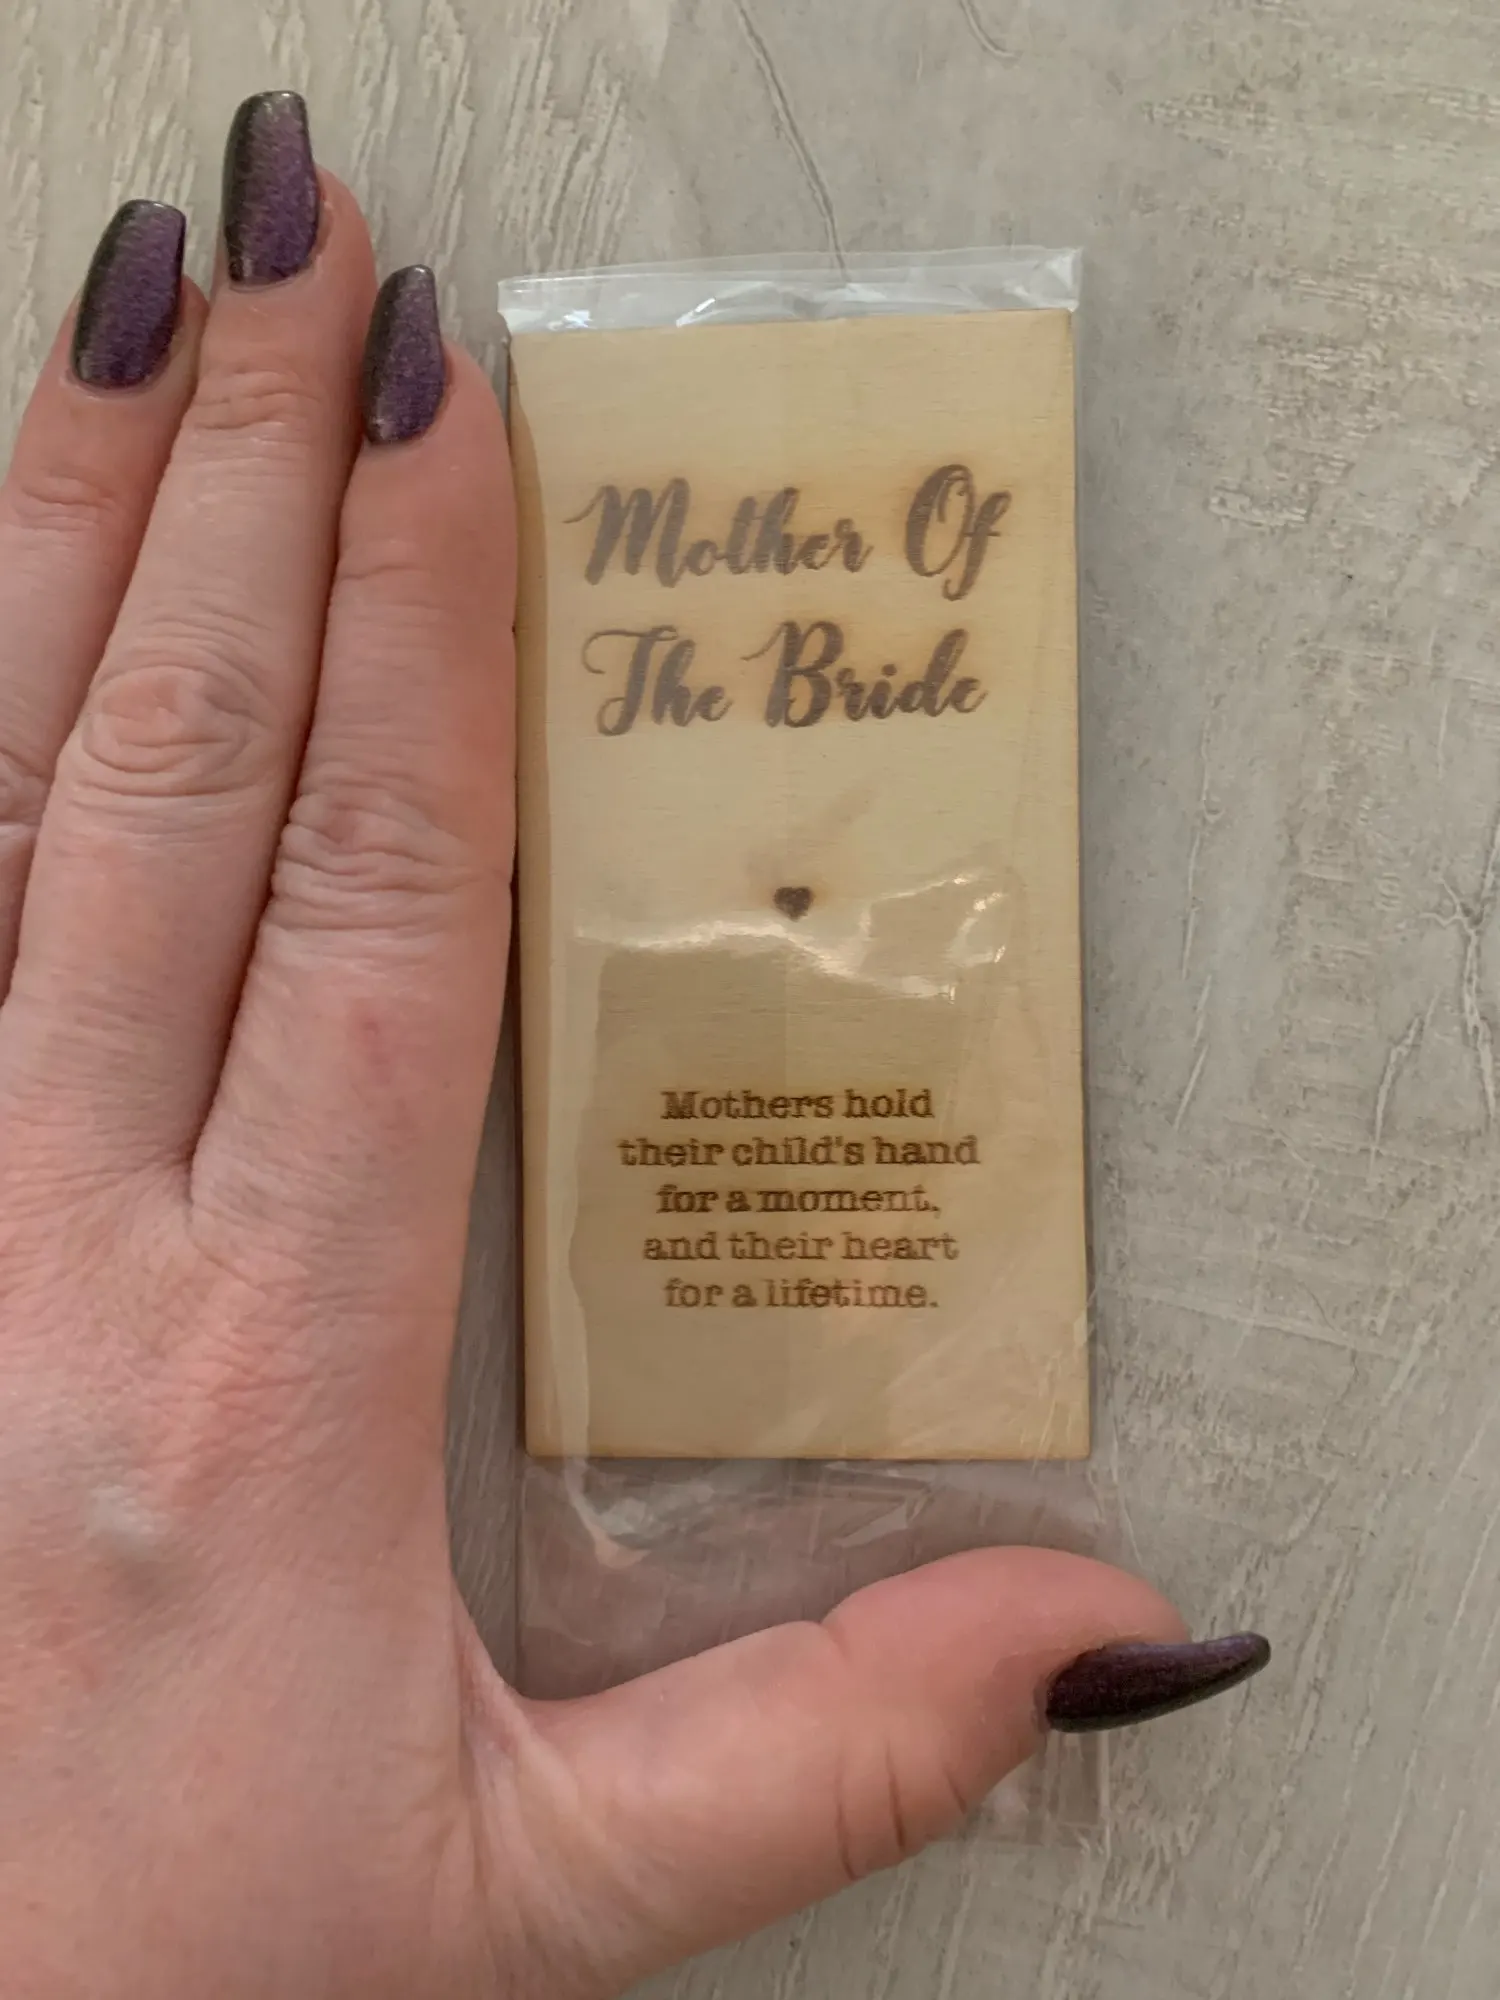 Mother Of
The Bride
Mothers hold
their child's hand
for a moment,
and their heart
for a lifetime.